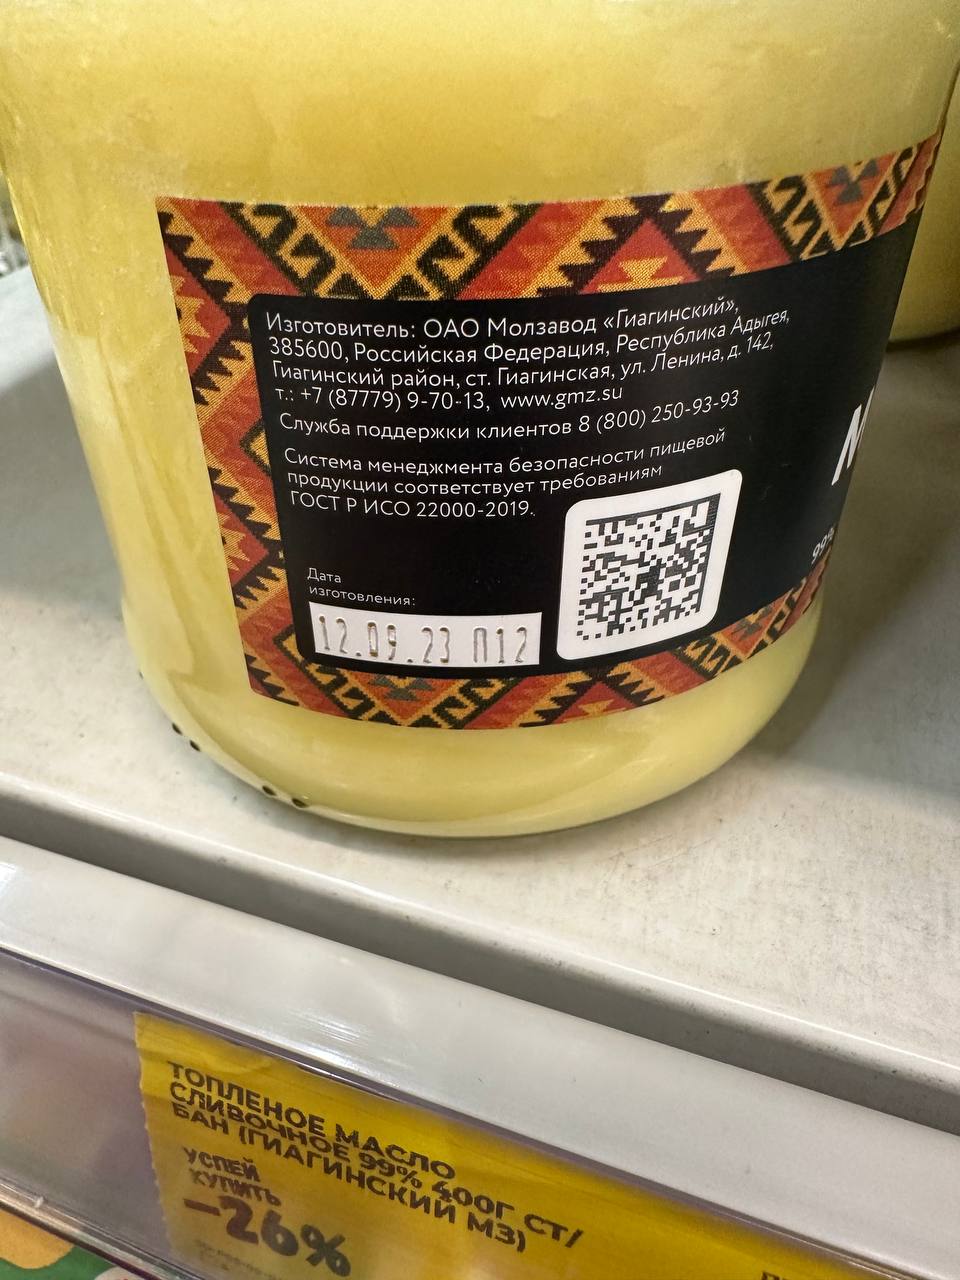 Изготовитель: ОАО Молзавод «Гиагинский»,
385600, Российская Федерация, Республика Адыгея,
Гиагинский район, ст. Гиагинская, ул. Ленина, д. 142,
т.: +7 (87779) 9-70-13, www.gmz.su
Служба поддержки клиентов 8 (800) 250-93-93
Система менеджмента безопасности пищевой
продукции соответствует требованиям
ГОСТ Р ИСО 22000-2019.
Дата
изготовления:
12.09.23 П12
99%
ТОПЛЕНОЕ МАСЛО
СЛИВОЧНОЕ 99% 400Г СТ/
БАН (ГИАГИНСКИЙ МЗ)
УСПЕЙ
КУПИТЬ
-26%